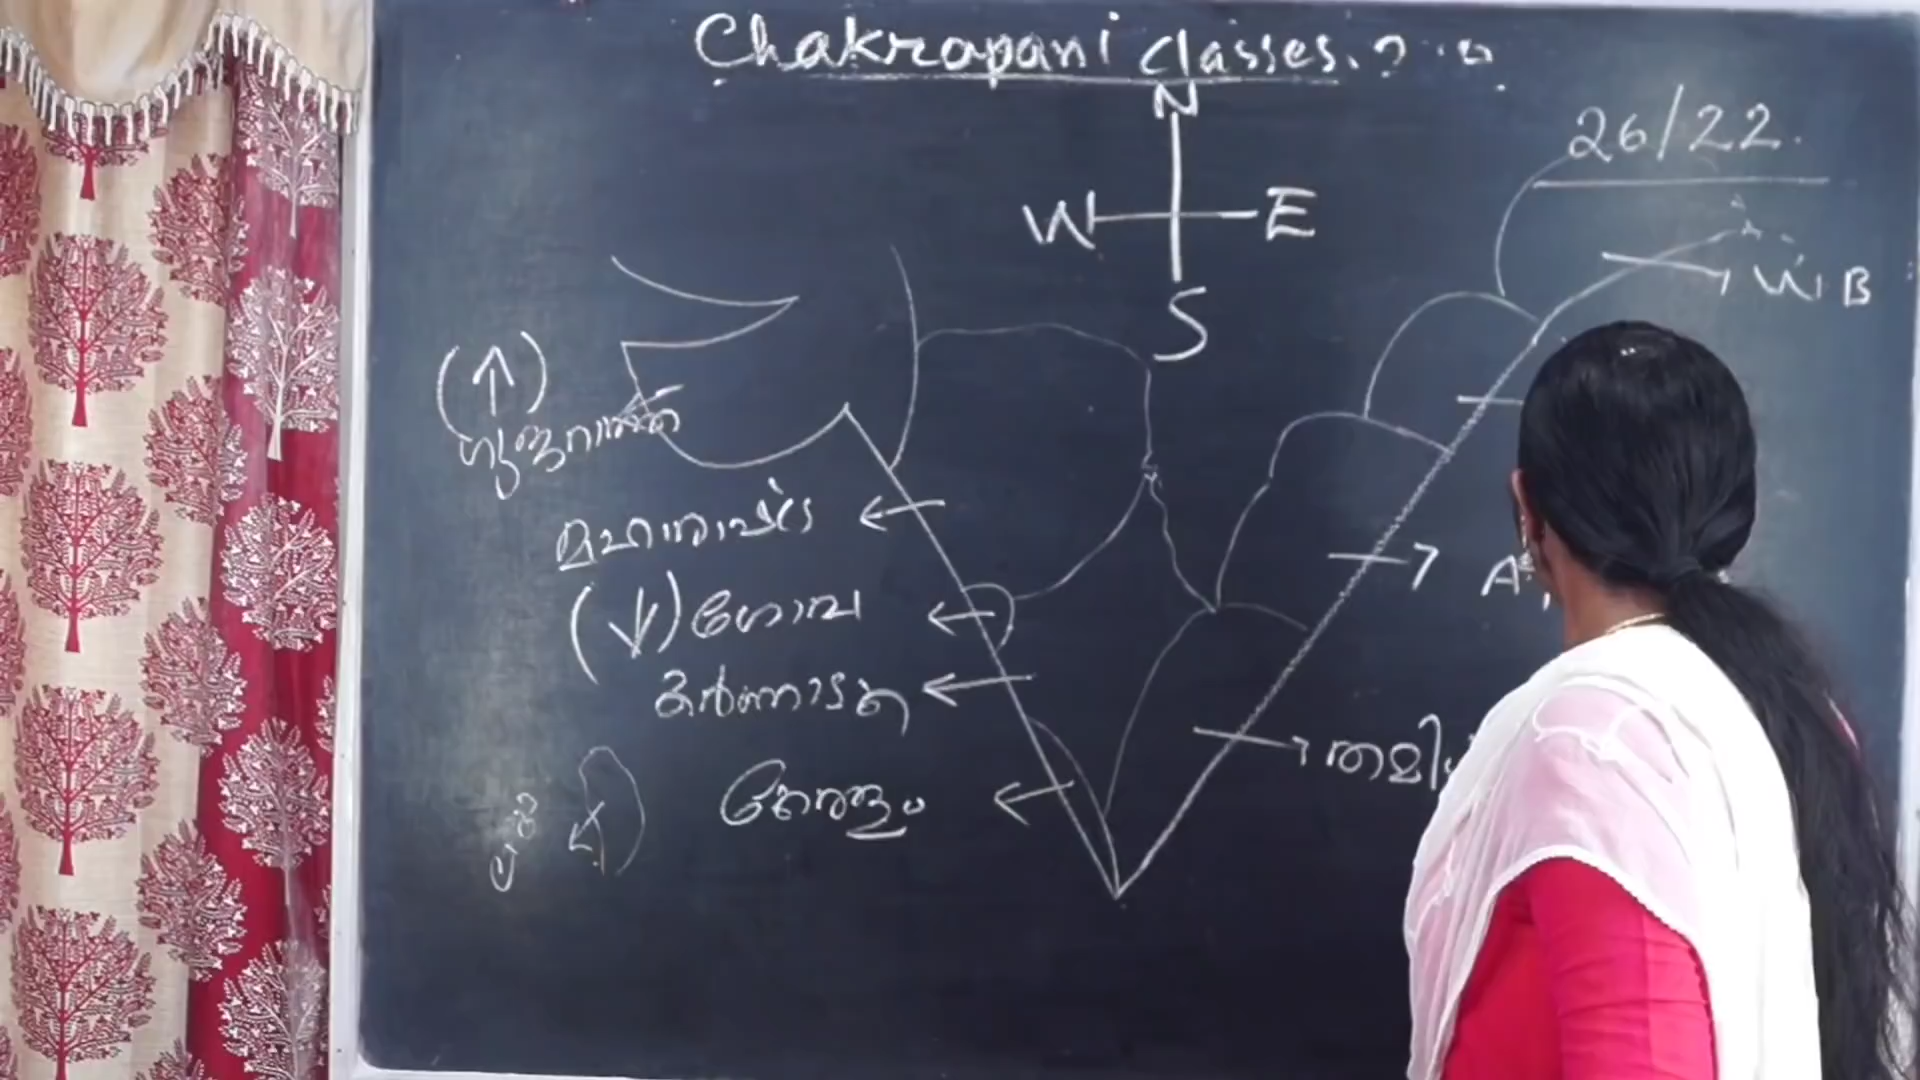 Chakrapani classes.
N
26/22.
W E
W.B
S
(↑)
ഗുജറാത്ത്
മഹാരാഷ്ട്ര
(↓) ഗോവ
A.
കർണാടക
തമി
കേരളം